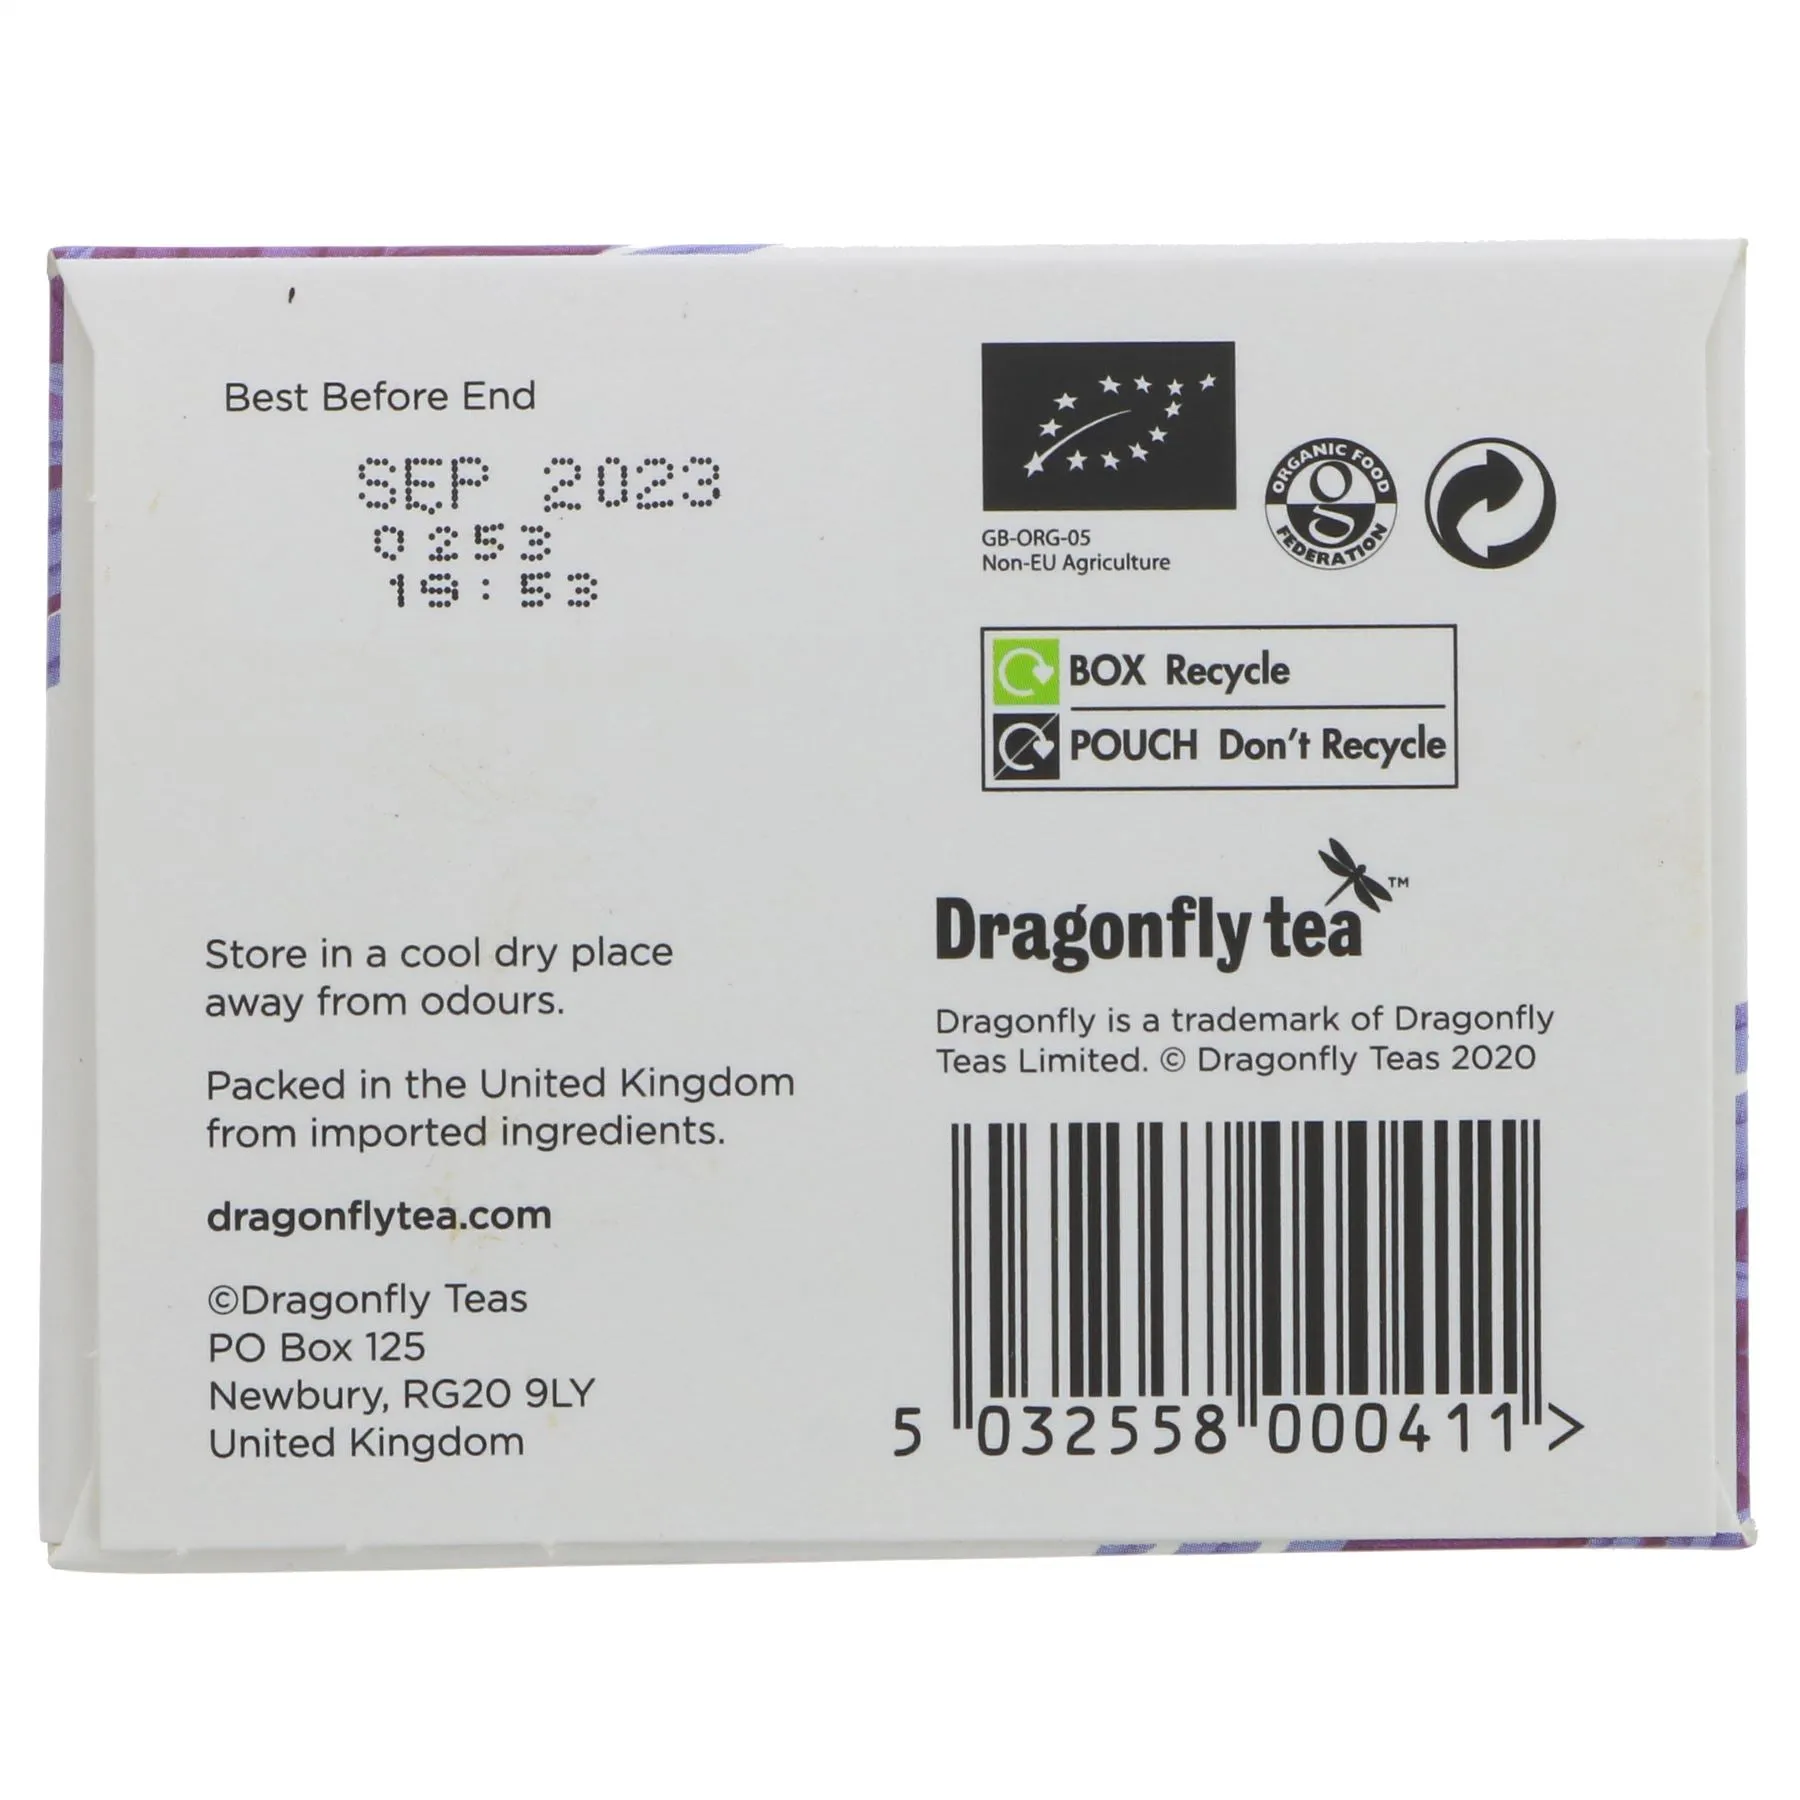 Best Before End
SEP 2023
0253
19:53
Store in a cool dry place
away from odours.
Packed in the United Kingdom
from imported ingredients.
dragonflytea.com
©Dragonfly Teas
PO Box 125
Newbury, RG20 9LY
United Kingdom
GB-ORG-05
Non-EU Agriculture
ORGANIC FOOD
g
FEDERATION
BOX Recycle
POUCH Don't Recycle
Dragonfly tea™
Dragonfly is a trademark of Dragonfly
Teas Limited. © Dragonfly Teas 2020
5 032558 000411 >